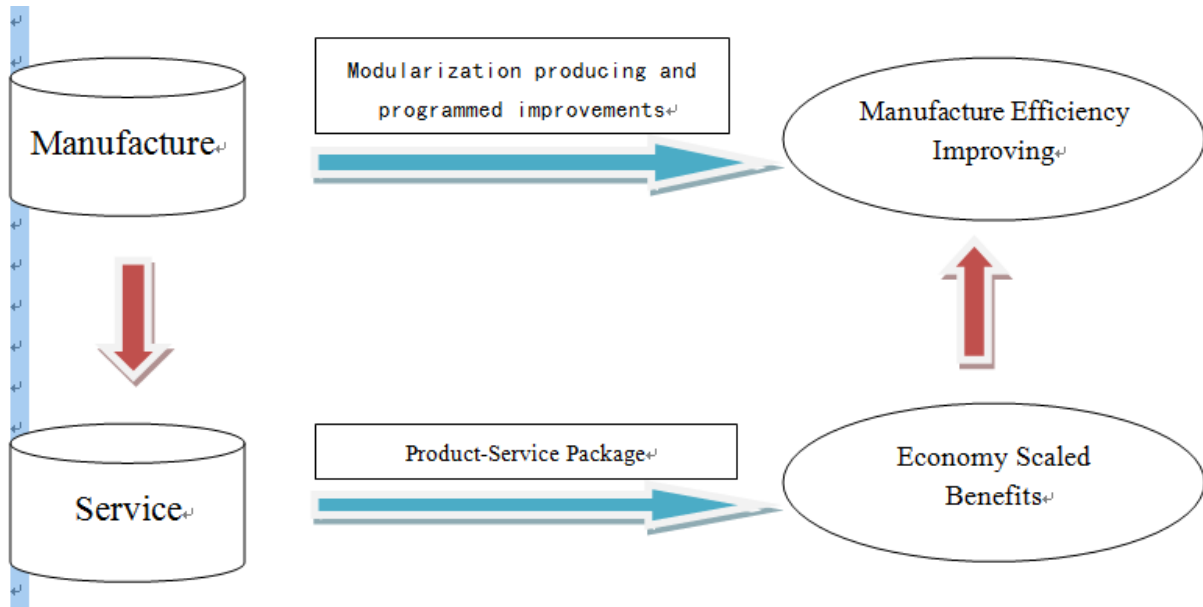 Modularization producing and
programmed improvements
Manufacture
Manufacture Efficiency
Improving
Product-Service Package
Service
Economy Scaled
Benefits